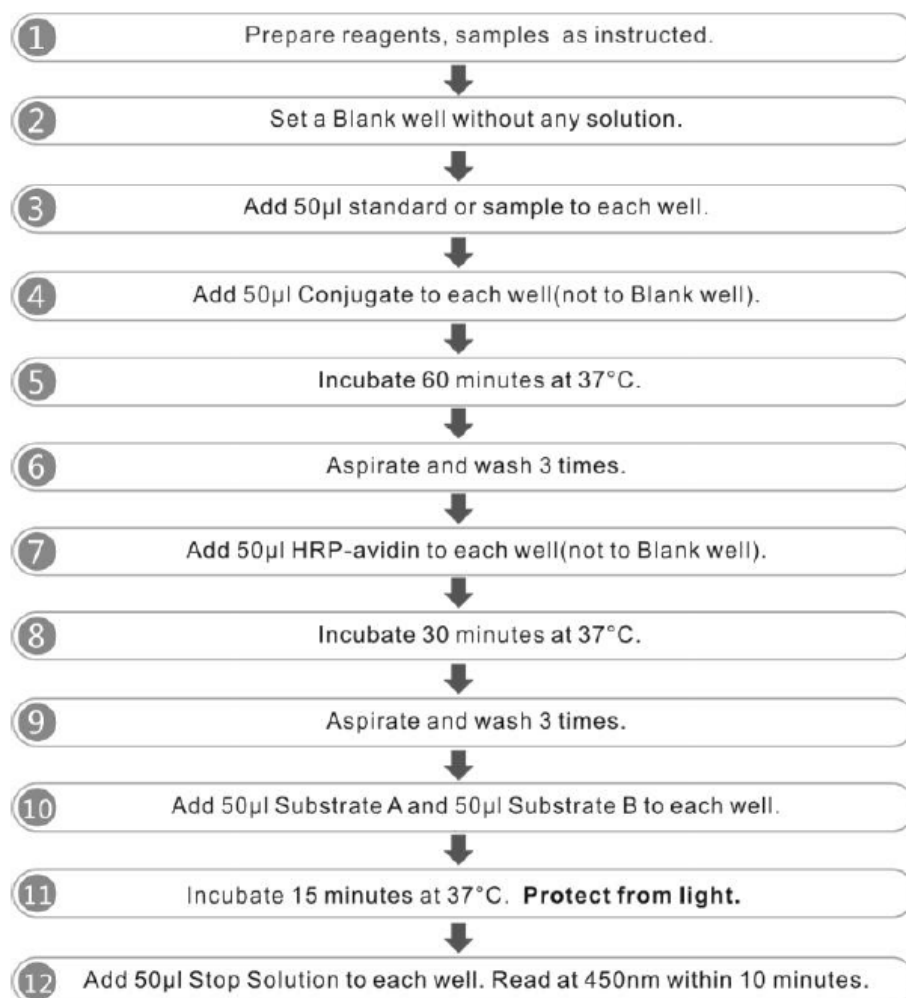 1 Prepare reagents, samples as instructed.
2 Set a Blank well without any solution.
3 Add 50µl standard or sample to each well.
4 Add 50µl Conjugate to each well(not to Blank well).
5 Incubate 60 minutes at 37°C.
6 Aspirate and wash 3 times.
7 Add 50µl HRP-avidin to each well(not to Blank well).
8 Incubate 30 minutes at 37°C.
9 Aspirate and wash 3 times.
10 Add 50µl Substrate A and 50µl Substrate B to each well.
11 Incubate 15 minutes at 37°C. Protect from light.
12 Add 50µl Stop Solution to each well. Read at 450nm within 10 minutes.